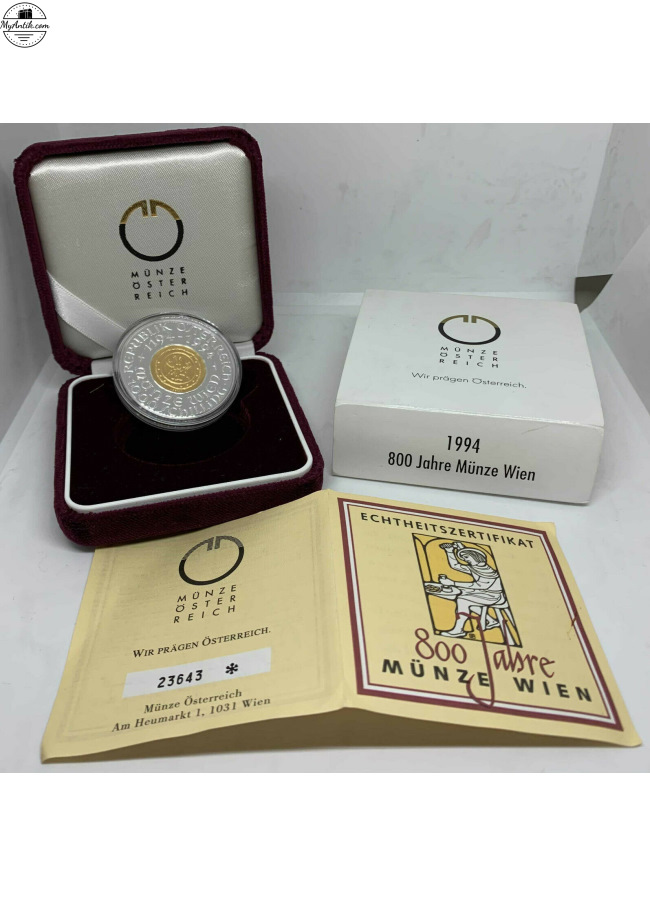 MyAntik.com
MÜNZE
ÖSTER
REICH
REPUBLIK ÖSTERREICH
MÜNZE
ÖSTER
REICH
Wir prägen Österreich.
1994
800 Jahre Münze Wien
MÜNZE
ÖSTER
REICH
WIR PRÄGEN ÖSTERREICH.
23643 *
Münze Österreich
Am Heumarkt 1, 1031 Wien
ECHTHEITSZERTIFIKAT
800 Jahre
MÜNZE WIEN